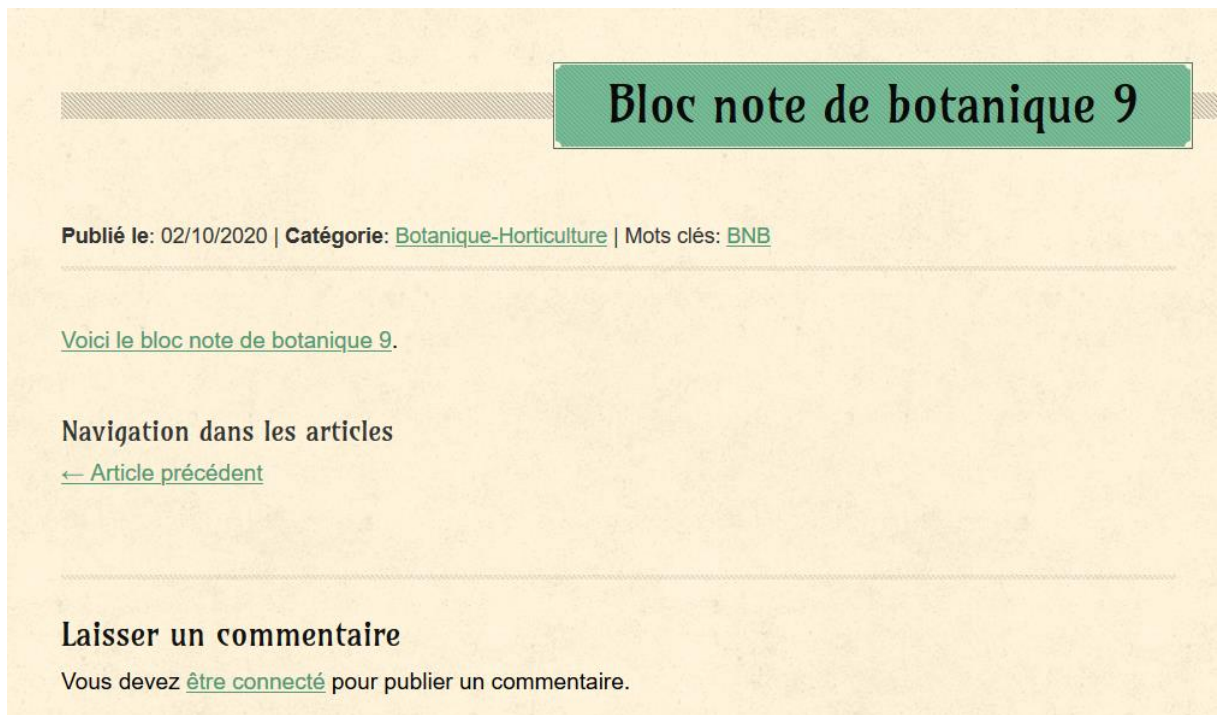 Bloc note de botanique 9
Publié le: 02/10/2020 | Catégorie: Botanique-Horticulture | Mots clés: BNB
Voici le bloc note de botanique 9.
Navigation dans les articles
← Article précédent
Laisser un commentaire
Vous devez être connecté pour publier un commentaire.